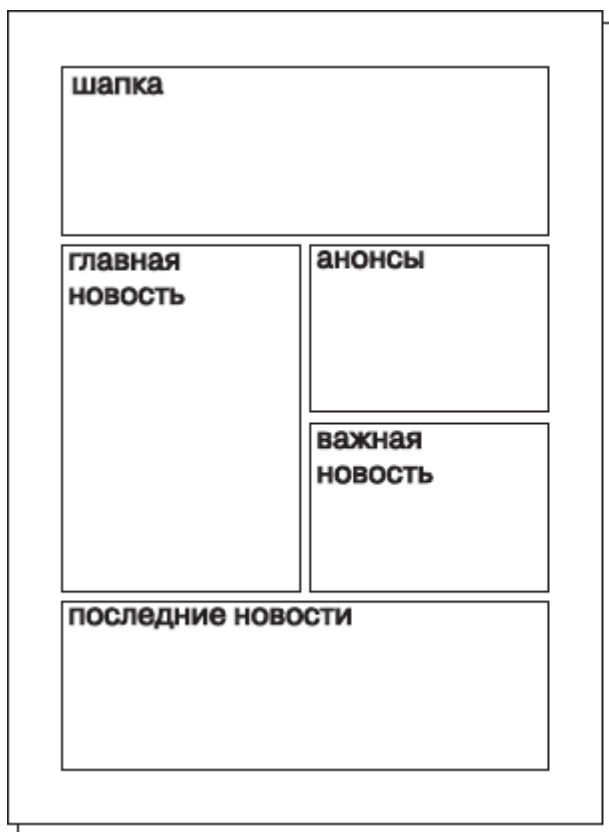 шапка
главная
новость
анонсы
важная
новость
последние новости